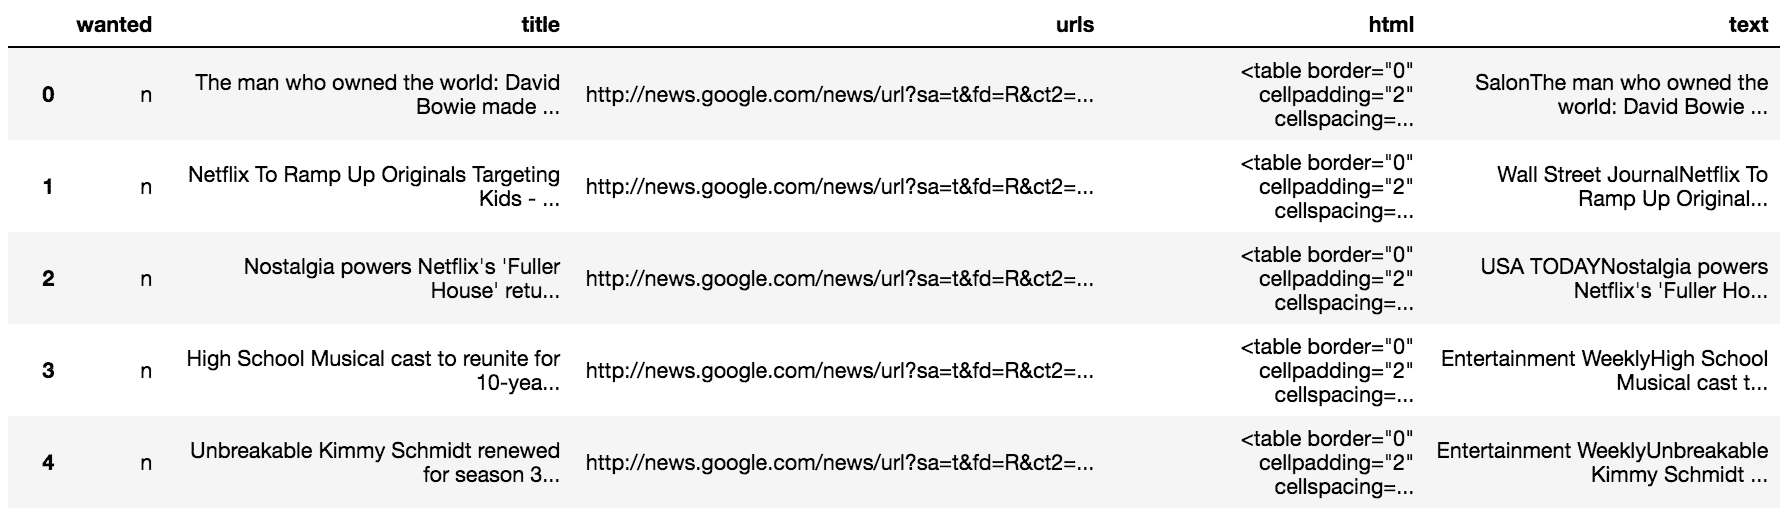 wanted title urls html text
0 n The man who owned the world: David Bowie made ... http://news.google.com/news/url?sa=t&fd=R&ct2=... <table border="0" cellpadding="2" cellspacing=... SalonThe man who owned the world: David Bowie ...
1 n Netflix To Ramp Up Originals Targeting Kids - ... http://news.google.com/news/url?sa=t&fd=R&ct2=... <table border="0" cellpadding="2" cellspacing=... Wall Street JournalNetflix To Ramp Up Original...
2 n Nostalgia powers Netflix's 'Fuller House' retu... http://news.google.com/news/url?sa=t&fd=R&ct2=... <table border="0" cellpadding="2" cellspacing=... USA TODAYNostalgia powers Netflix's 'Fuller Ho...
3 n High School Musical cast to reunite for 10-yea... http://news.google.com/news/url?sa=t&fd=R&ct2=... <table border="0" cellpadding="2" cellspacing=... Entertainment WeeklyHigh School Musical cast t...
4 n Unbreakable Kimmy Schmidt renewed for season 3... http://news.google.com/news/url?sa=t&fd=R&ct2=... <table border="0" cellpadding="2" cellspacing=... Entertainment WeeklyUnbreakable Kimmy Schmidt ...